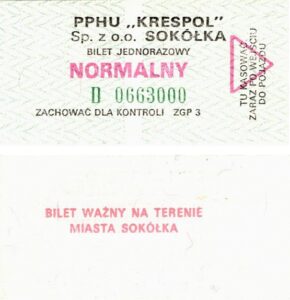 PPHU „KRESPOL"
Sp. z o.o. SOKÓŁKA
BILET JEDNORAZOWY
NORMALNY
D 0663000
ZACHOWAĆ DLA KONTROLI ZGP 3
TU KASOWAĆ
ZARAZ PO WEJŚCIU
DO POJAZDU
BILET WAŻNY NA TERENIE
MIASTA SOKÓŁKA